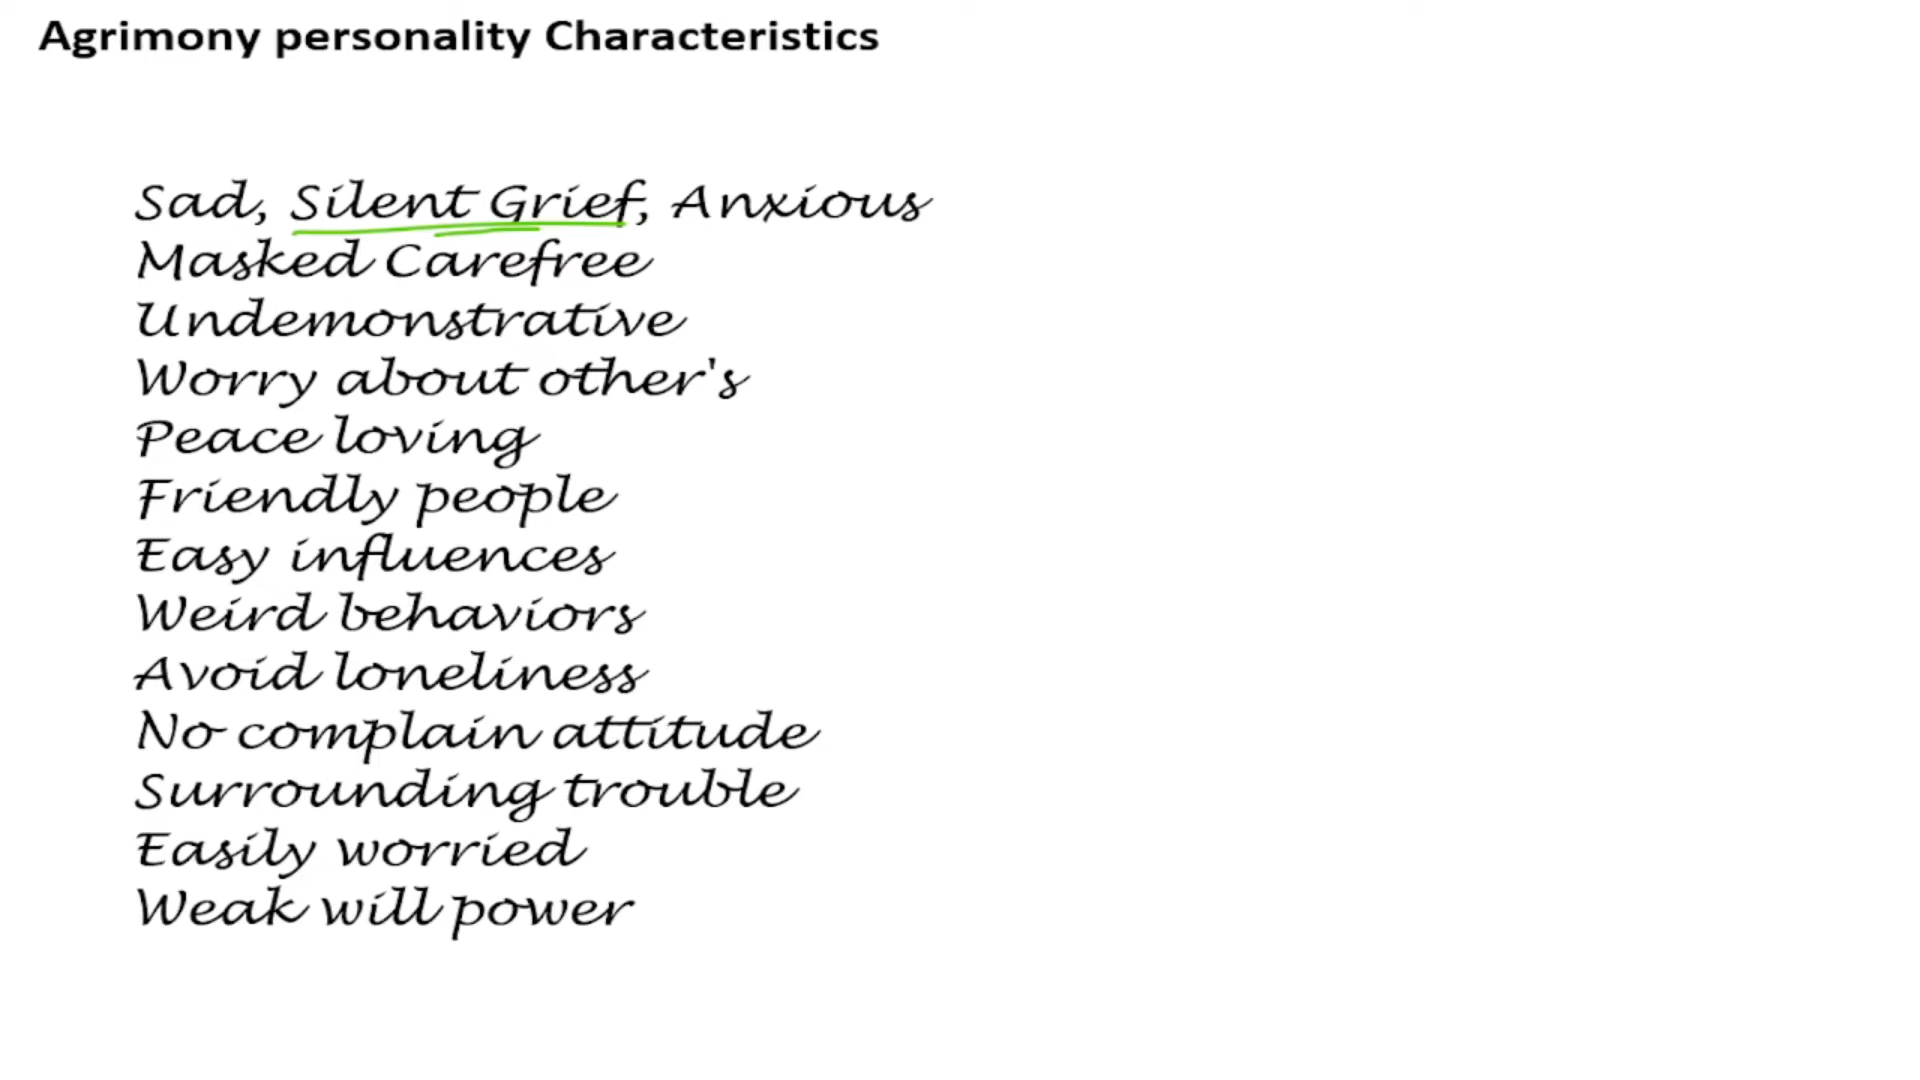 Agrimony personality Characteristics
Sad, Silent Grief, Anxious
Masked Carefree
Undemonstrative
Worry about other's
Peace loving
Friendly people
Easy influences
Weird behaviors
Avoid loneliness
No complain attitude
Surrounding trouble
Easily worried
Weak will power